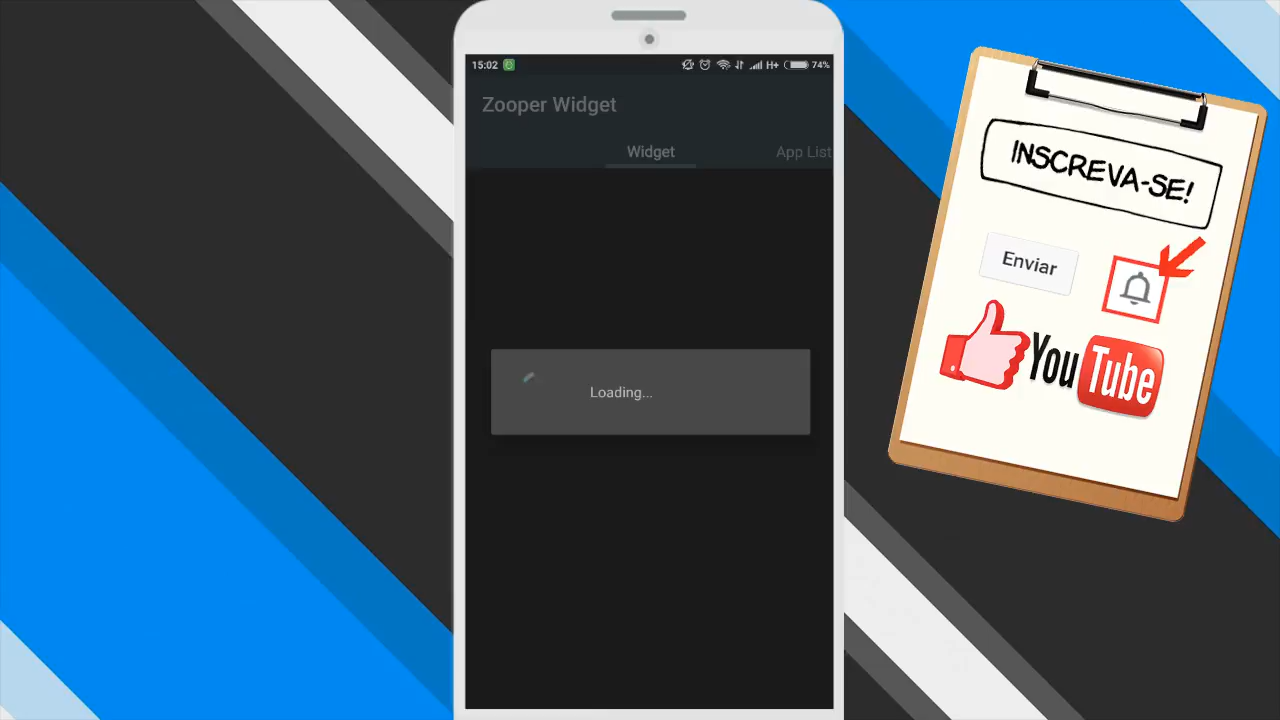 15:02 H+ 74%
Zooper Widget
Widget App List
Loading...
INSCREVA-SE!
Enviar
YouTube